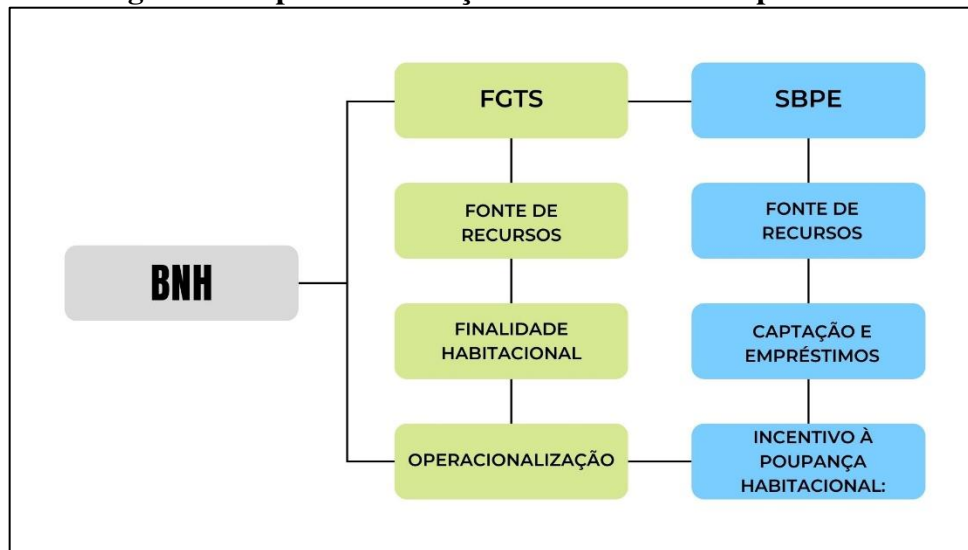 FGTS
SBPE
FONTE DE
RECURSOS
FONTE DE
RECURSOS
BNH
FINALIDADE
HABITACIONAL
CAPTAÇÃO E
EMPRÉSTIMOS
OPERACIONALIZAÇÃO
INCENTIVO À
POUPANÇA
HABITACIONAL: